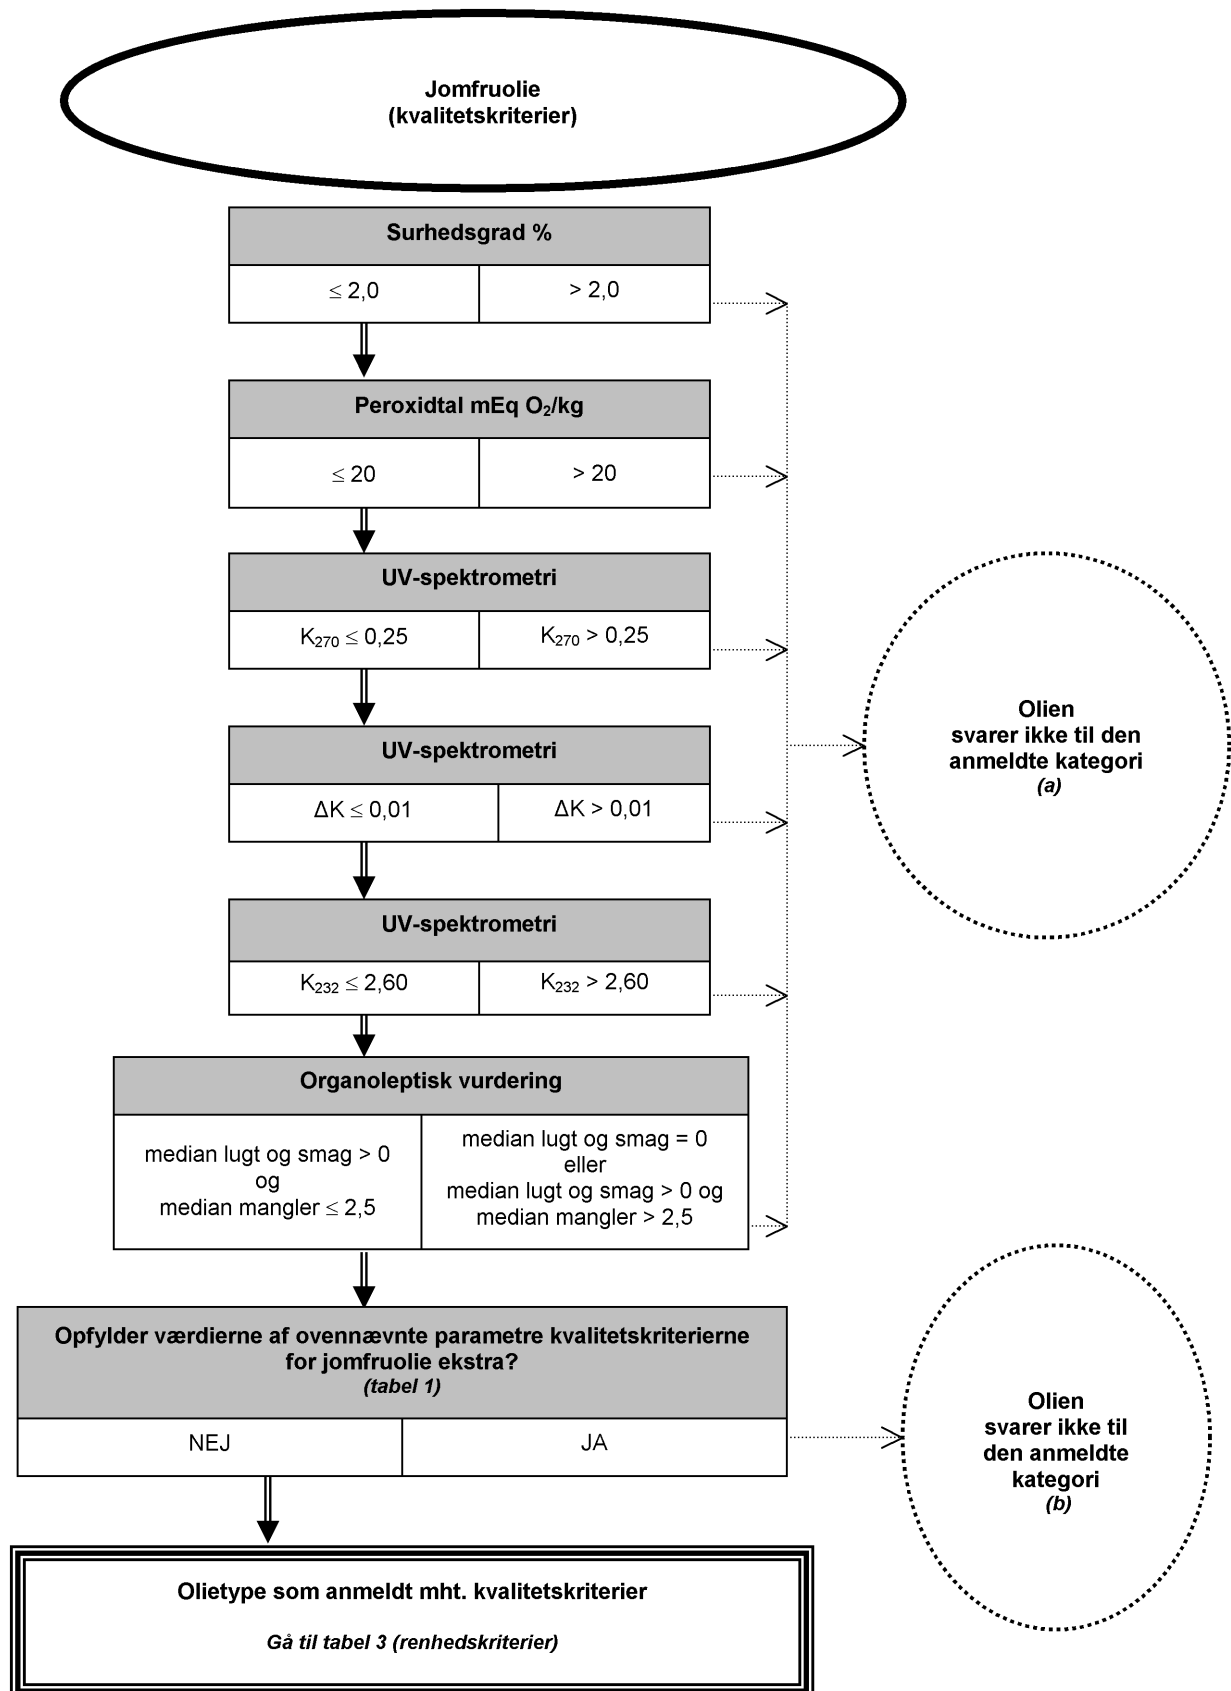 Jomfruolie
(kvalitetskriterier)
Surhedsgrad %
≤ 2,0
> 2,0
Peroxidtal mEq O₂/kg
≤ 20
> 20
UV-spektrometri
K₂₇₀ ≤ 0,25
K₂₇₀ > 0,25
UV-spektrometri
ΔK ≤ 0,01
ΔK > 0,01
UV-spektrometri
K₂₃₂ ≤ 2,60
K₂₃₂ > 2,60
Organoleptisk vurdering
median lugt og smag > 0
og
median mangler ≤ 2,5
median lugt og smag = 0
eller
median lugt og smag > 0 og
median mangler > 2,5
Olien
svarer ikke til den
anmeldte kategori
(a)
Opfylder værdierne af ovennævnte parametre kvalitetskriterierne
for jomfruolie ekstra?
(tabel 1)
NEJ
JA
Olien
svarer ikke til
den anmeldte
kategori
(b)
Olietype som anmeldt mht. kvalitetskriterier
Gå til tabel 3 (renhedskriterier)